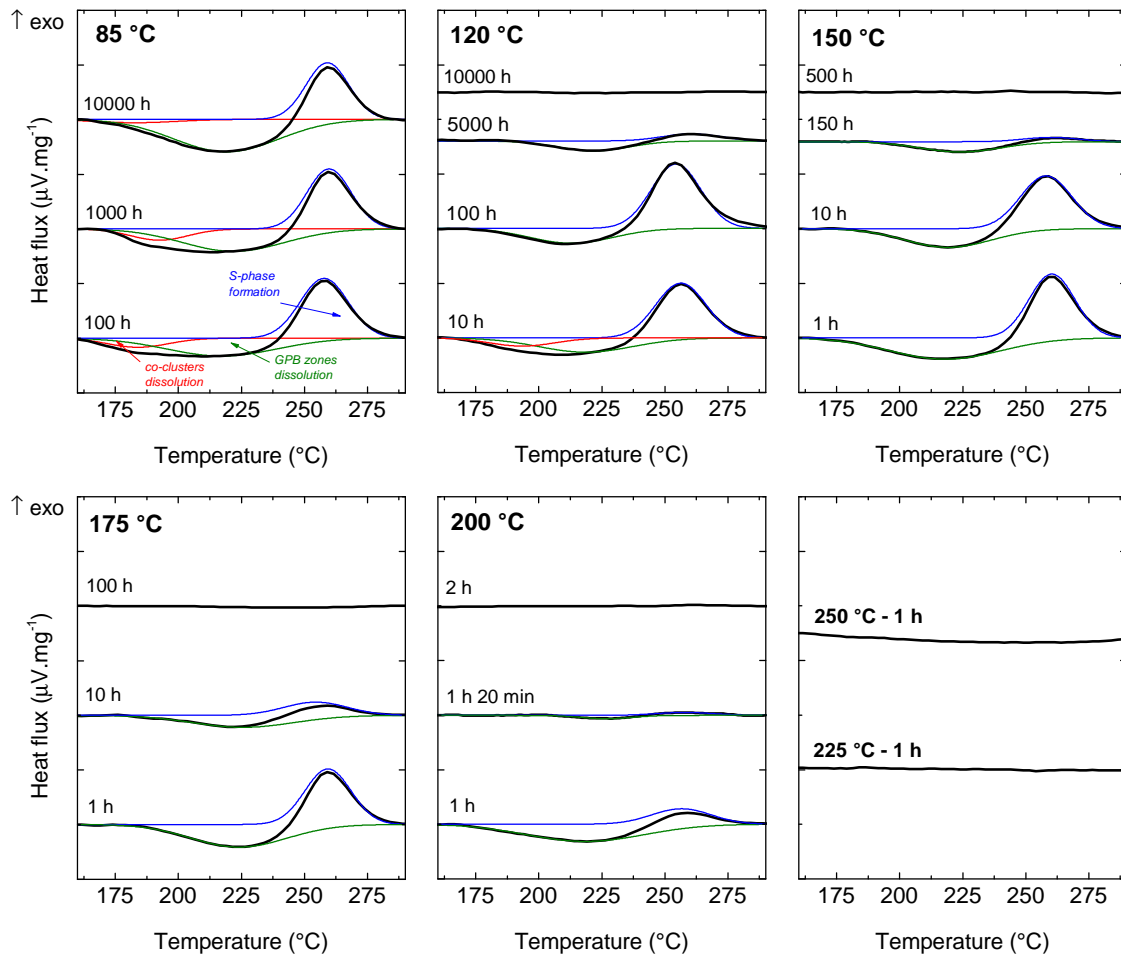 ↑ exo
85 °C
10000 h
1000 h
100 h
S-phase
formation
co-clusters
dissolution
GPB zones
dissolution
120 °C
10000 h
5000 h
100 h
10 h
150 °C
500 h
150 h
10 h
1 h
Heat flux (µV.mg⁻¹)
175 200 225 250 275
175 200 225 250 275
175 200 225 250 275
Temperature (°C)
Temperature (°C)
Temperature (°C)
↑ exo
175 °C
100 h
10 h
1 h
200 °C
2 h
1 h 20 min
1 h
250 °C - 1 h
225 °C - 1 h
Heat flux (µV.mg⁻¹)
175 200 225 250 275
175 200 225 250 275
175 200 225 250 275
Temperature (°C)
Temperature (°C)
Temperature (°C)